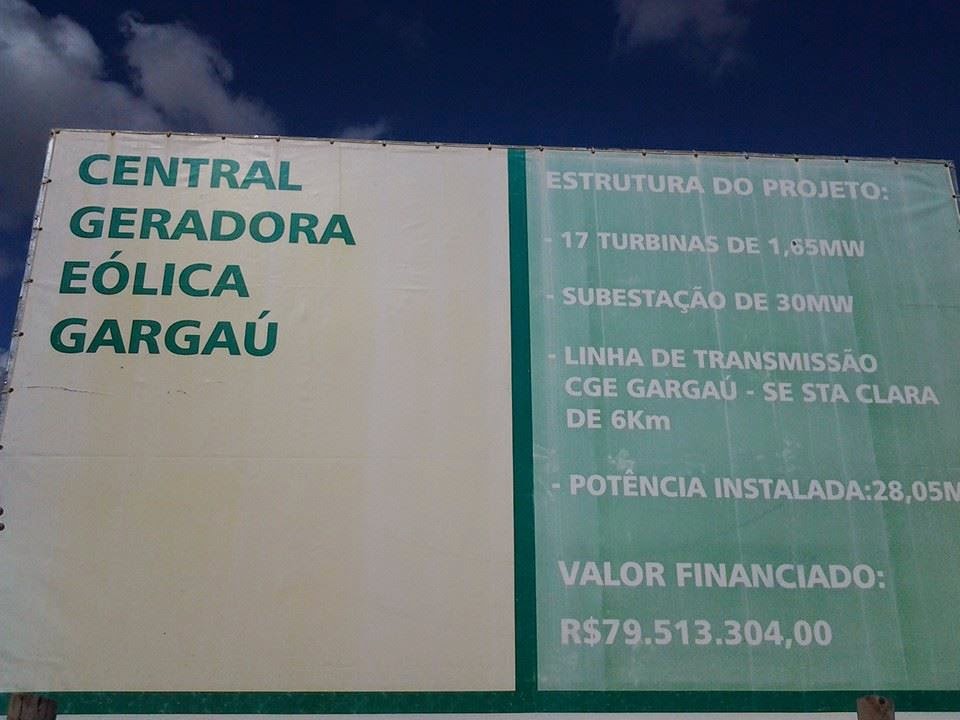 CENTRAL
GERADORA
EÓLICA
GARGAÚ
ESTRUTURA DO PROJETO:
- 17 TURBINAS DE 1,65MW
- SUBESTAÇÃO DE 30MW
- LINHA DE TRANSMISSÃO
CGE GARGAÚ - SE STA CLARA
DE 6Km
- POTÊNCIA INSTALADA:28,05M
VALOR FINANCIADO:
R$79.513.304,00